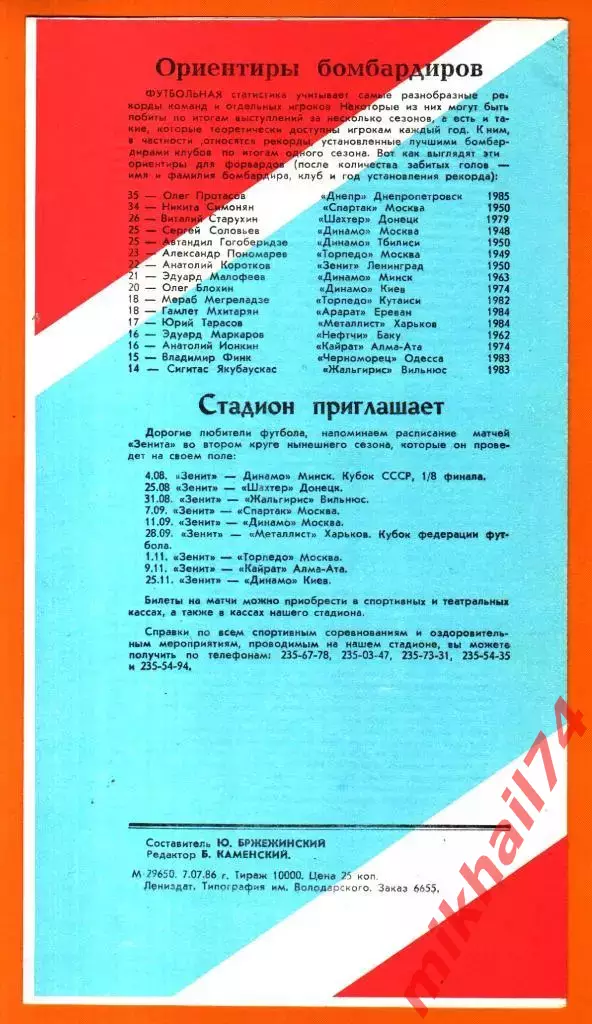 Ориентиры бомбардиров
ФУТБОЛЬНАЯ статистика учитывает самые разнообразные ре-
корды команд и отдельных игроков. Некоторые из них могут быть
побиты по итогам выступлений за несколько сезонов, а есть и та-
кие, которые теоретически доступны игрокам каждый год. К ним,
в частности ,относятся рекорды, установленные лучшими бомбар-
дирами клубов по итогам одного сезона. Вот как выглядят эти
ориентиры для форвардов (после количества забитых голов —
имя и фамилия бомбардира, клуб и год установления рекорда):
35 — Олег Протасов «Днепр» Днепропетровск 1985
34 — Никита Симонян «Спартак» Москва 1950
26 — Виталий Старухин «Шахтер» Донецк 1979
25 — Сергей Соловьев «Динамо» Москва 1948
25 — Автандил Гогоберидзе «Динамо» Тбилиси 1950
23 — Александр Пономарев «Торпедо» Москва 1949
22 — Анатолий Коротков «Зенит» Ленинград 1950
21 — Эдуард Малофеев «Динамо» Минск 1963
20 — Олег Блохин «Динамо» Киев 1974
18 — Мераб Мегреладзе «Торпедо» Кутаиси 1982
18 — Гамлет Мхитарян «Арарат» Ереван 1984
17 — Юрий Тарасов «Металлист» Харьков 1984
16 — Эдуард Маркаров «Нефтчи» Баку 1962
16 — Анатолий Ионкин «Кайрат» Алма-Ата 1974
15 — Владимир Финк «Черноморец» Одесса 1983
14 — Сигитас Якубаускас «Жальгирис» Вильнюс 1983
Стадион приглашает
Дорогие любители футбола, напоминаем расписание матчей
«Зенита» во втором круге нынешнего сезона, которые он прове-
дет на своем поле:
4.08. «Зенит» — Динамо» Минск. Кубок СССР, 1/8 финала.
25.08 «Зенит» — «Шахтер» Донецк.
31.08. «Зенит» — «Жальгирис» Вильнюс.
7.09. «Зенит» — «Спартак» Москва.
11.09. «Зенит» — «Динамо» Москва.
28.09. «Зенит» — «Металлист» Харьков. Кубок федерации фут-
бола.
1.11. «Зенит» — «Торпедо» Москва.
9.11. «Зенит» — «Кайрат» Алма-Ата.
25.11. «Зенит» — «Динамо» Киев.
Билеты на матчи можно приобрести в спортивных и театральных
кассах, а также в кассах нашего стадиона.
Справки по всем спортивным соревнованиям и оздоровитель-
ным мероприятиям, проводимым на нашем стадионе, вы можете
получить по телефонам: 235-67-78, 235-03-47, 235-73-31, 235-54-35
и 235-54-94.
Составитель Ю. БРЖЕЖИНСКИЙ
Редактор Б. КАМЕНСКИЙ.
М-29650. 7.07.86 г. Тираж 10000. Цена 25 коп.
Лениздат. Типография им. Володарского. Заказ 6655.
mikhail74